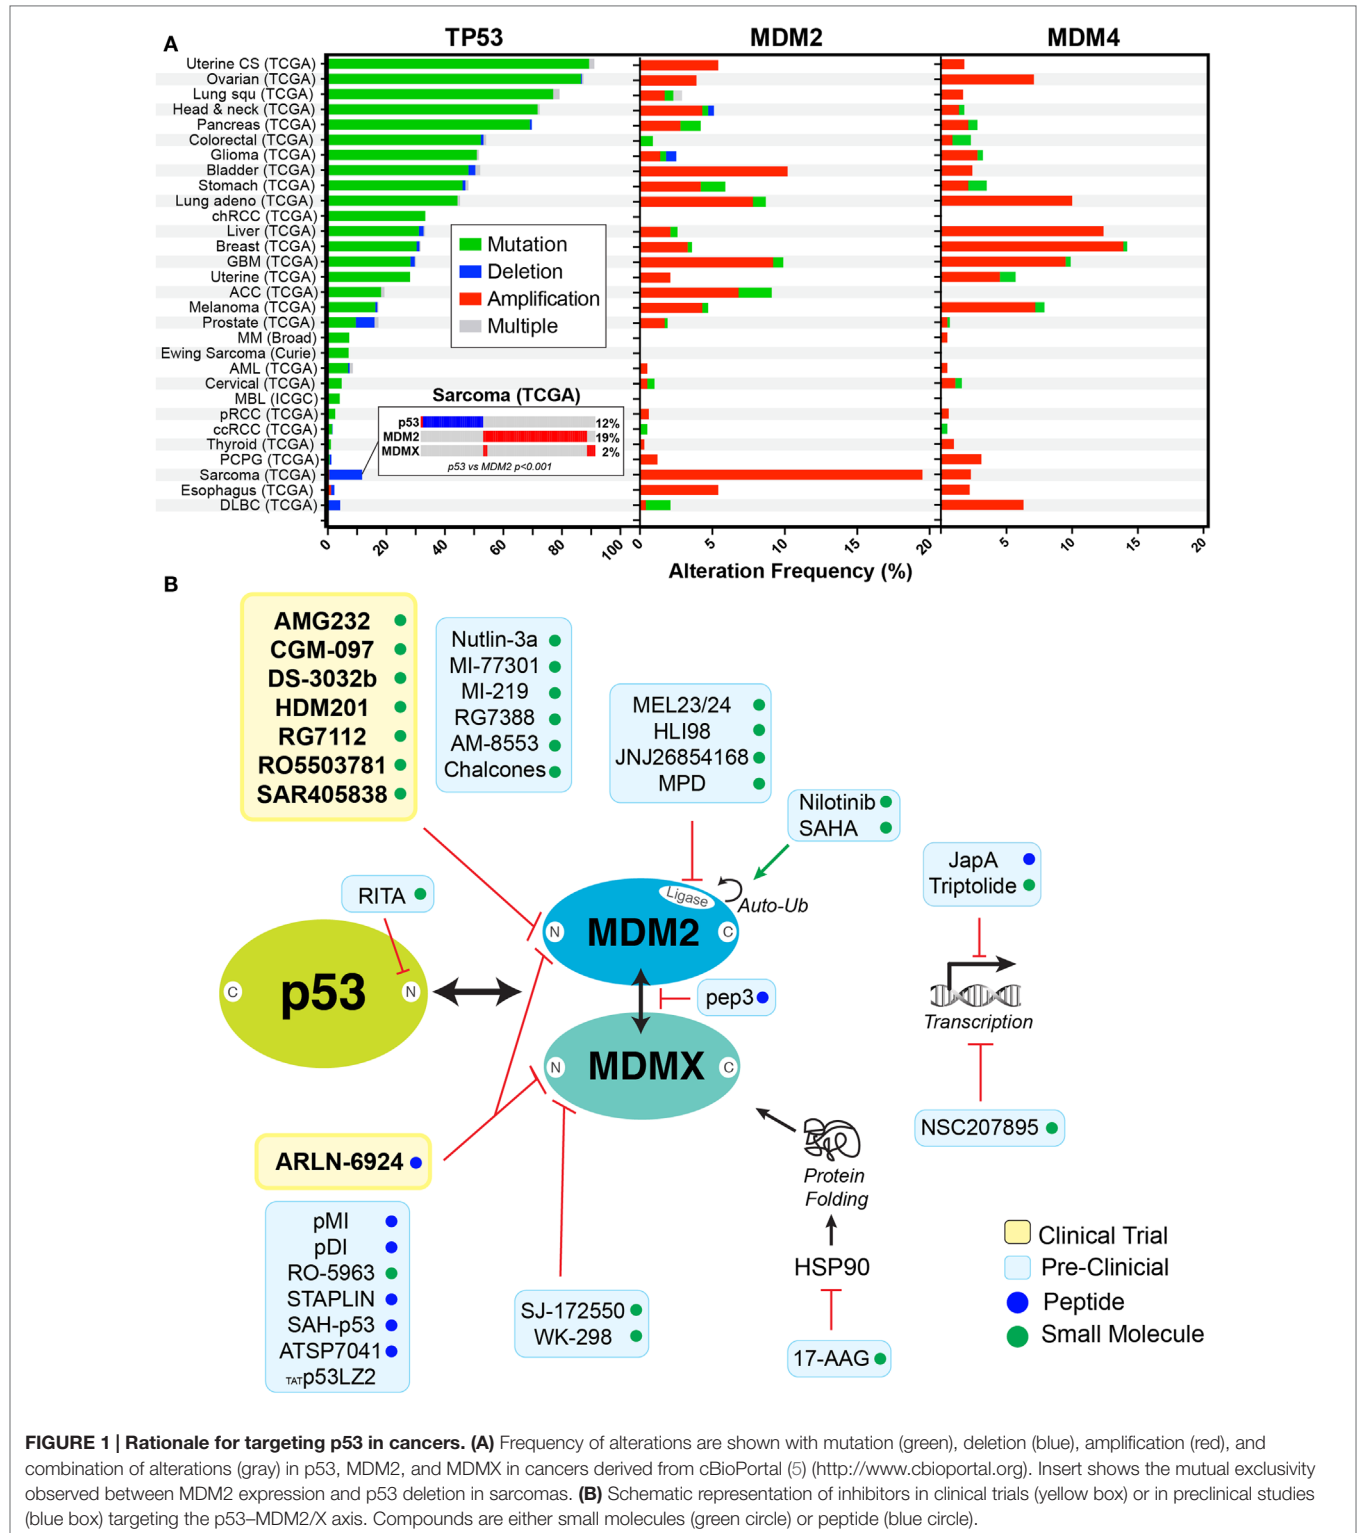 A
TP53
MDM2
MDM4
Uterine CS (TCGA)
Ovarian (TCGA)
Lung squ (TCGA)
Head & neck (TCGA)
Pancreas (TCGA)
Colorectal (TCGA)
Glioma (TCGA)
Bladder (TCGA)
Stomach (TCGA)
Lung adeno (TCGA)
chRCC (TCGA)
Liver (TCGA)
Breast (TCGA)
GBM (TCGA)
Uterine (TCGA)
ACC (TCGA)
Melanoma (TCGA)
Prostate (TCGA)
MM (Broad)
Ewing Sarcoma (Curie)
AML (TCGA)
Cervical (TCGA)
MBL (ICGC)
pRCC (TCGA)
ccRCC (TCGA)
Thyroid (TCGA)
PCPG (TCGA)
Sarcoma (TCGA)
Esophagus (TCGA)
DLBC (TCGA)
Mutation
Deletion
Amplification
Multiple
Sarcoma (TCGA)
p53 12%
MDM2 19%
MDMX 2%
p53 vs MDM2 p<0.001
0 20 40 60 80 100
0 5 10 15 20
5 10 15 20
Alteration Frequency (%)
B
AMG232
CGM-097
DS-3032b
HDM201
RG7112
RO5503781
SAR405838
Nutlin-3a
MI-77301
MI-219
RG7388
AM-8553
Chalcones
MEL23/24
HLI98
JNJ26854168
MPD
Nilotinib
SAHA
JapA
Triptolide
RITA
Ligase
Auto-Ub
N
MDM2
C
C
p53
N
pep3
Transcription
N
MDMX
C
NSC207895
ARLN-6924
Protein
Folding
pMI
pDI
RO-5963
STAPLIN
SAH-p53
ATSP7041
TATp53LZ2
HSP90
SJ-172550
WK-298
17-AAG
Clinical Trial
Pre-Clinicial
Peptide
Small Molecule
FIGURE 1 | Rationale for targeting p53 in cancers. (A) Frequency of alterations are shown with mutation (green), deletion (blue), amplification (red), and
combination of alterations (gray) in p53, MDM2, and MDMX in cancers derived from cBioPortal (5) (http://www.cbioportal.org). Insert shows the mutual exclusivity
observed between MDM2 expression and p53 deletion in sarcomas. (B) Schematic representation of inhibitors in clinical trials (yellow box) or in preclinical studies
(blue box) targeting the p53–MDM2/X axis. Compounds are either small molecules (green circle) or peptide (blue circle).